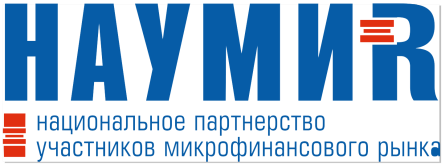 НАУМИR
национальное партнерство
участников микрофинансового рынка